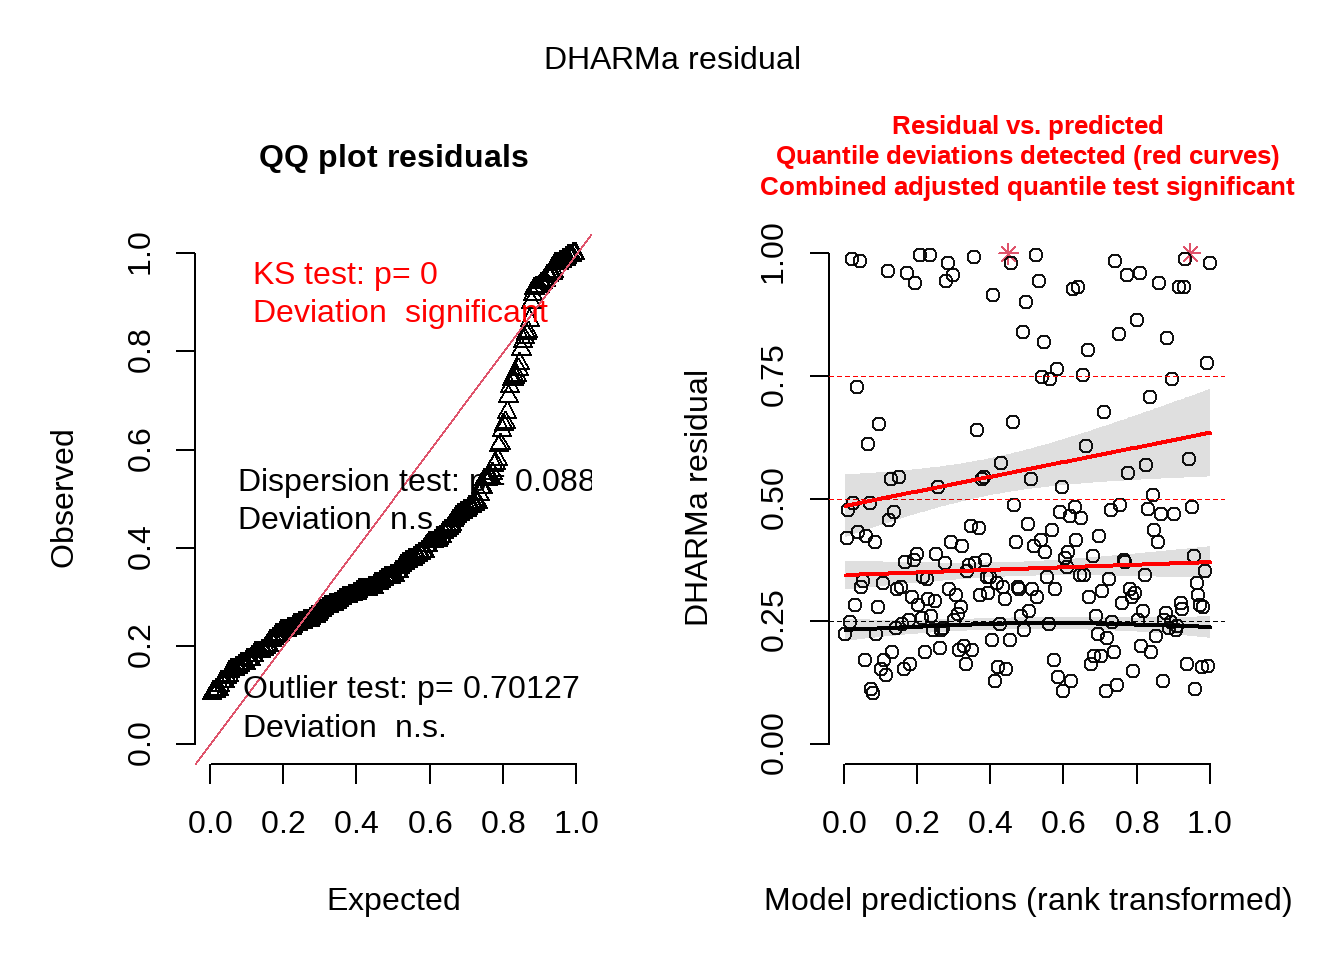 DHARMa residual
QQ plot residuals
KS test: p= 0
Deviation  significant
Dispersion test: p= 0.088
Deviation  n.s.
Outlier test: p= 0.70127
Deviation  n.s.
Observed
0.0 0.2 0.4 0.6 0.8 1.0
0.0 0.2 0.4 0.6 0.8 1.0
Expected
Residual vs. predicted
Quantile deviations detected (red curves)
Combined adjusted quantile test significant
DHARMa residual
0.00 0.25 0.50 0.75 1.00
0.0 0.2 0.4 0.6 0.8 1.0
Model predictions (rank transformed)